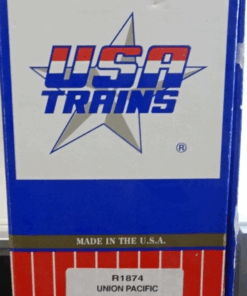 USA
TRAINS
®
MADE IN THE U.S.A.
R1874
UNION PACIFIC